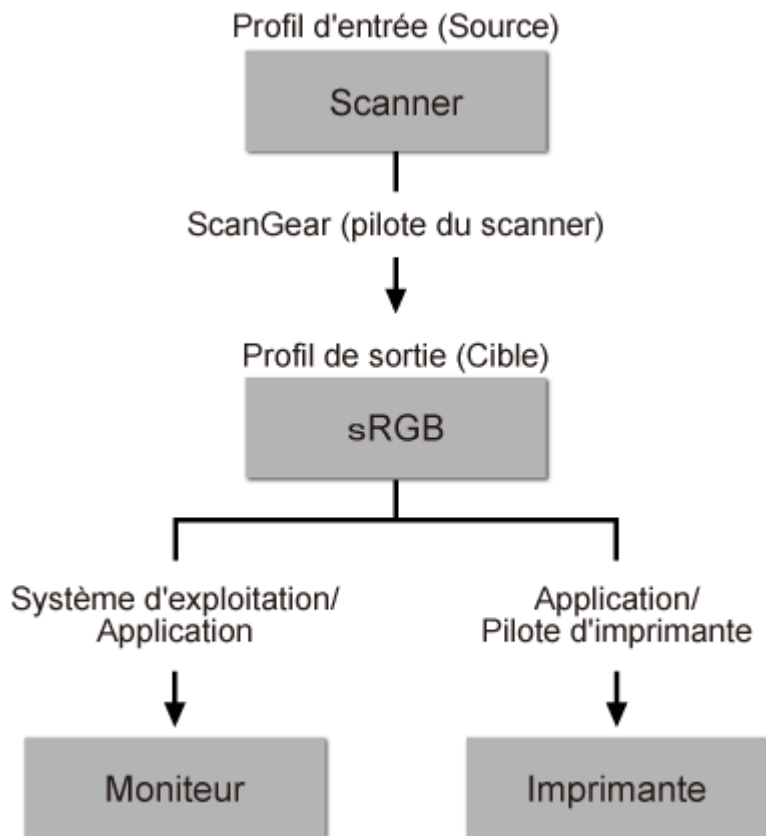 Profil d'entrée (Source)
Scanner
ScanGear (pilote du scanner)
Profil de sortie (Cible)
sRGB
Système d'exploitation/
Application
Application/
Pilote d'imprimante
Moniteur
Imprimante